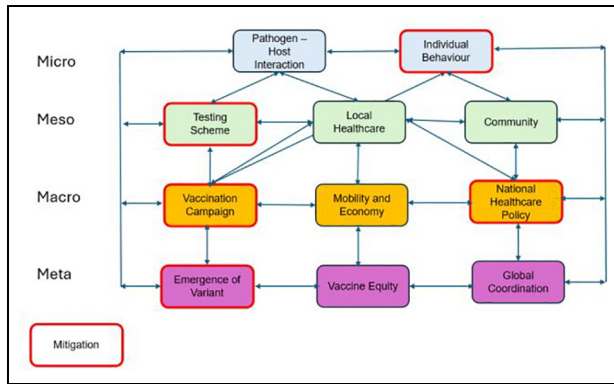 Micro
Pathogen –
Host
Interaction
Individual
Behaviour
Meso
Testing
Scheme
Local
Healthcare
Community
Macro
Vaccination
Campaign
Mobility and
Economy
National
Healthcare
Policy
Meta
Emergence of
Variant
Vaccine Equity
Global
Coordination
Mitigation